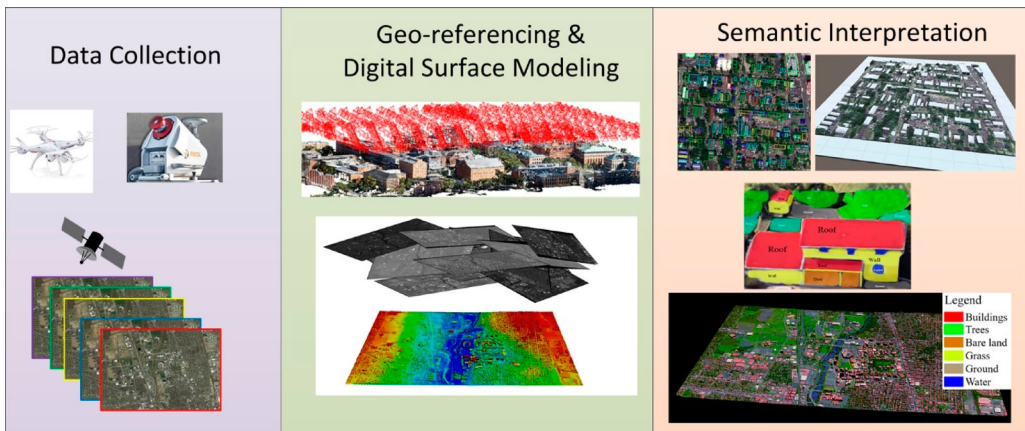 Data Collection
Geo-referencing &
Digital Surface Modeling
Semantic Interpretation
Roof
Roof
Wall
Legend
Buildings
Trees
Bare land
Grass
Ground
Water